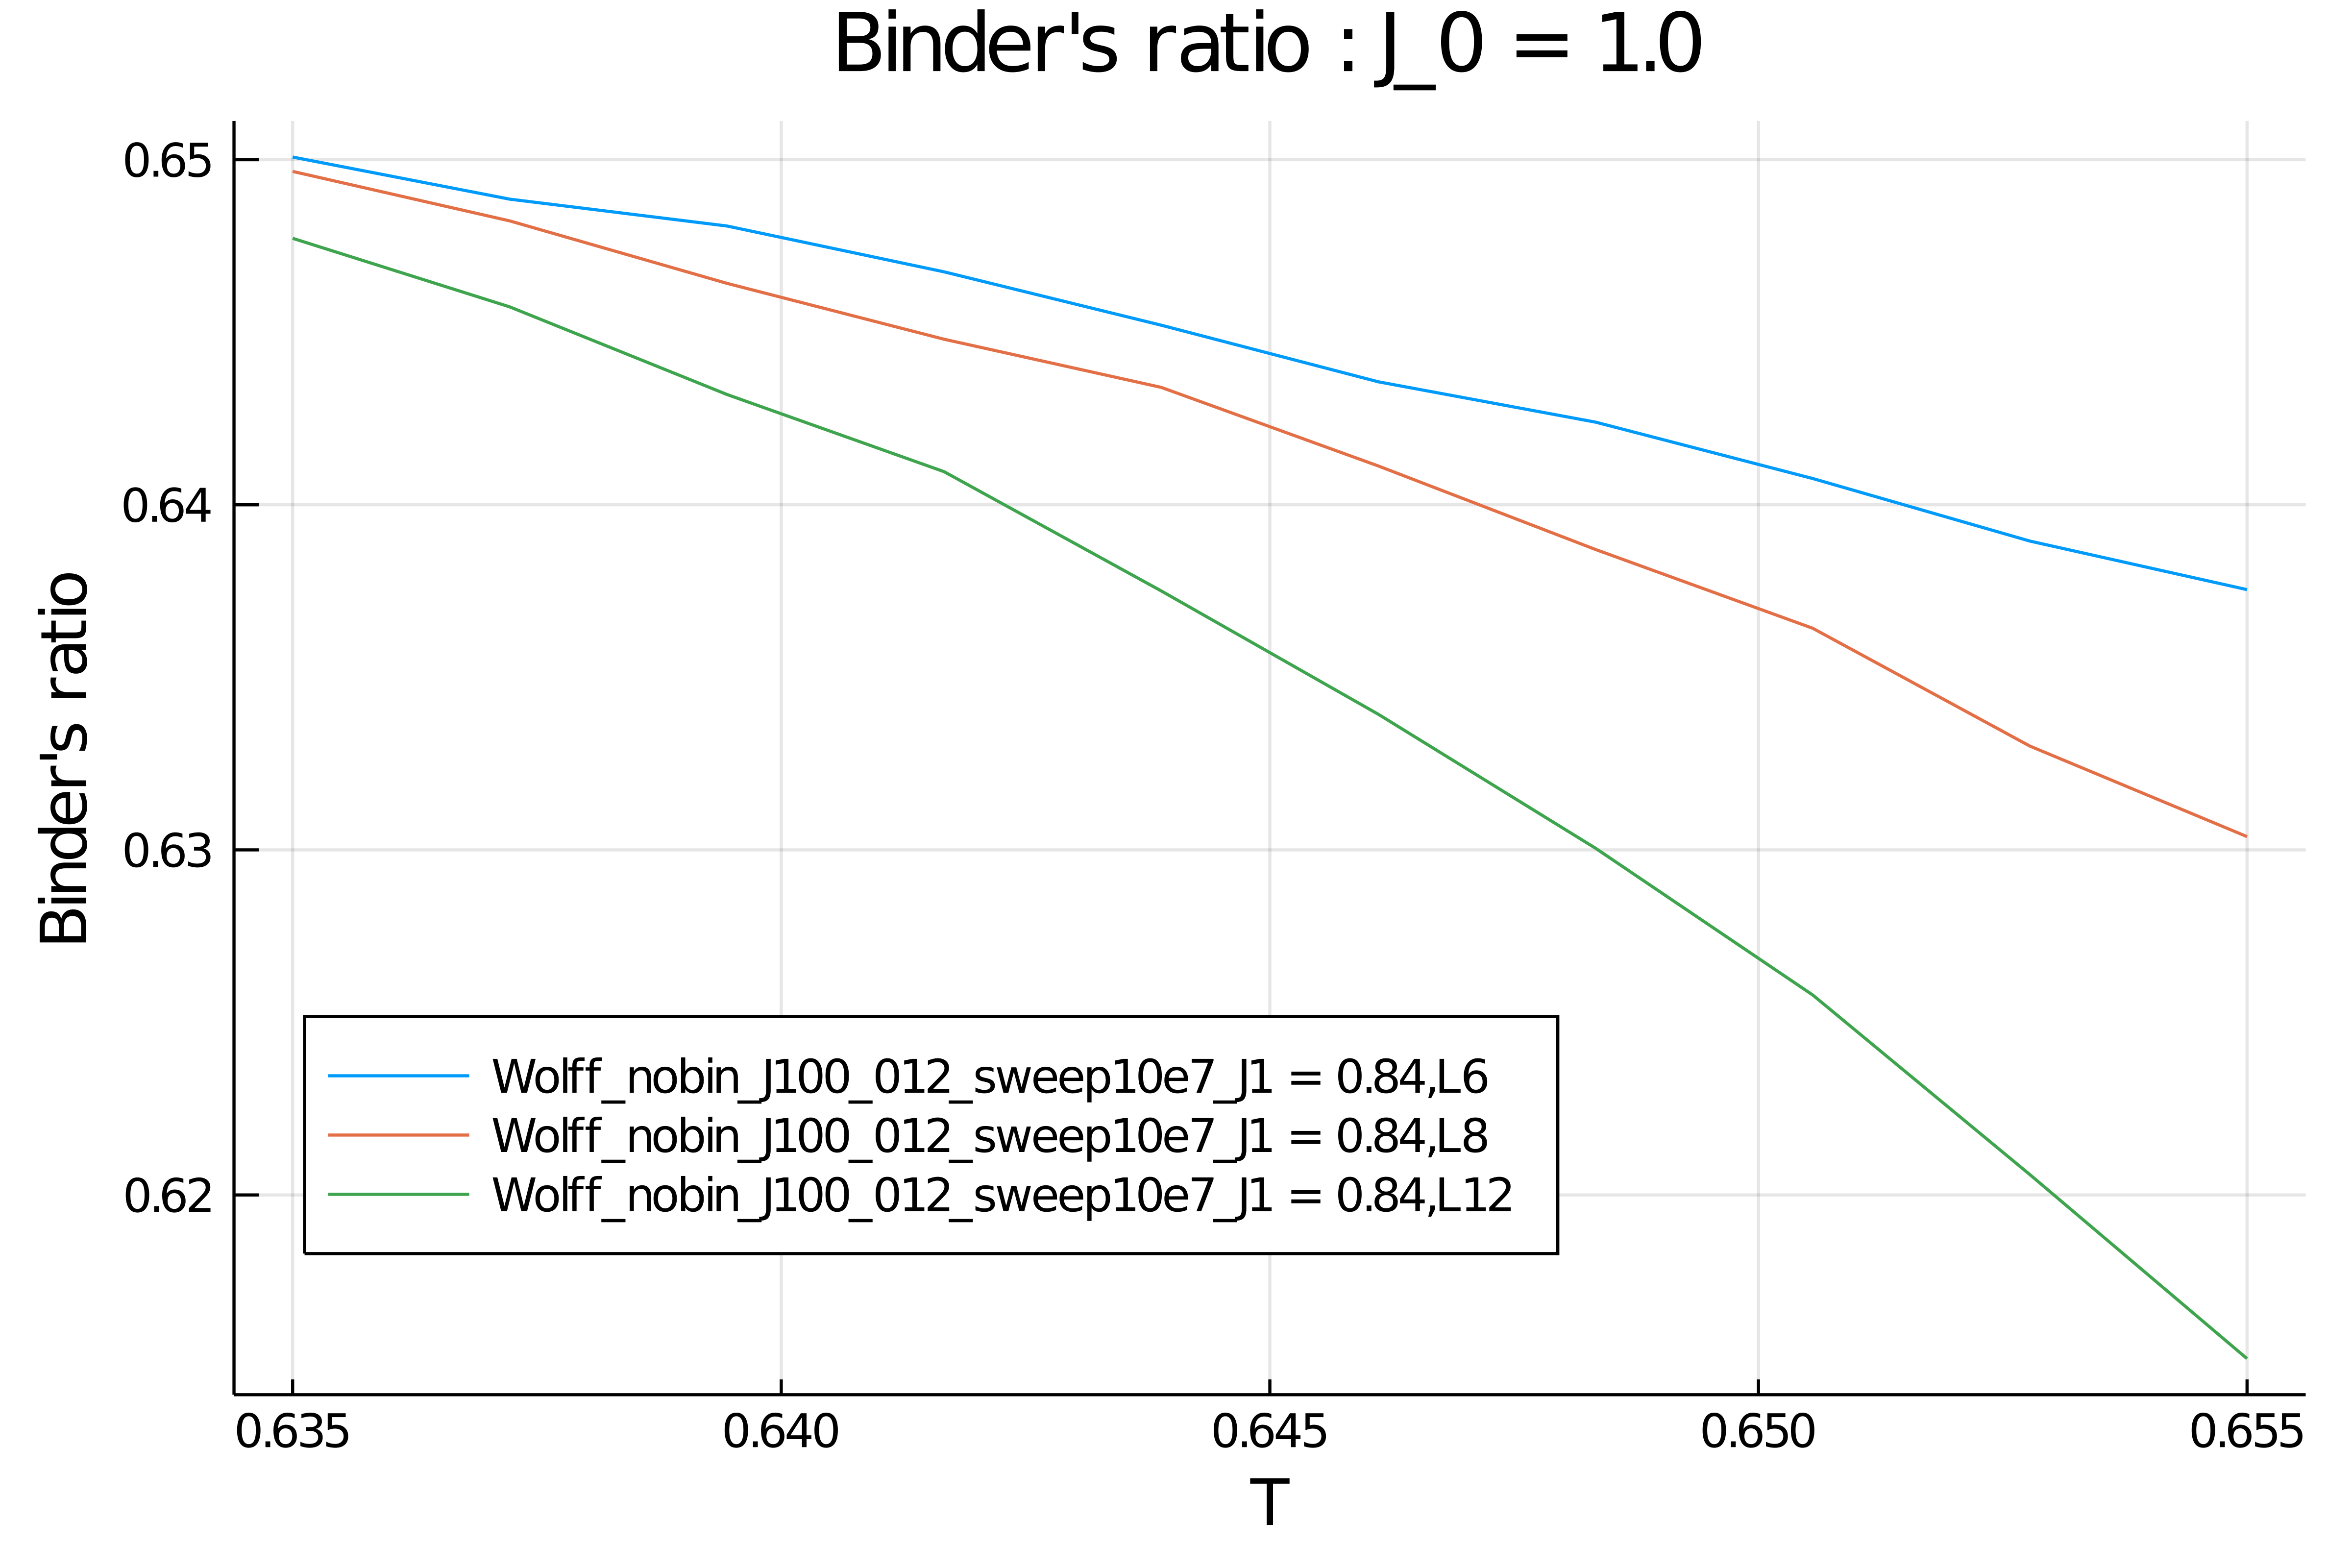 Binder's ratio : J_0 = 1.0
0.65
0.64
0.63
0.62
Binder's ratio
Wolff_nobin_J100_012_sweep10e7_J1 = 0.84,L6
Wolff_nobin_J100_012_sweep10e7_J1 = 0.84,L8
Wolff_nobin_J100_012_sweep10e7_J1 = 0.84,L12
0.635 0.640 0.645 0.650 0.655
T